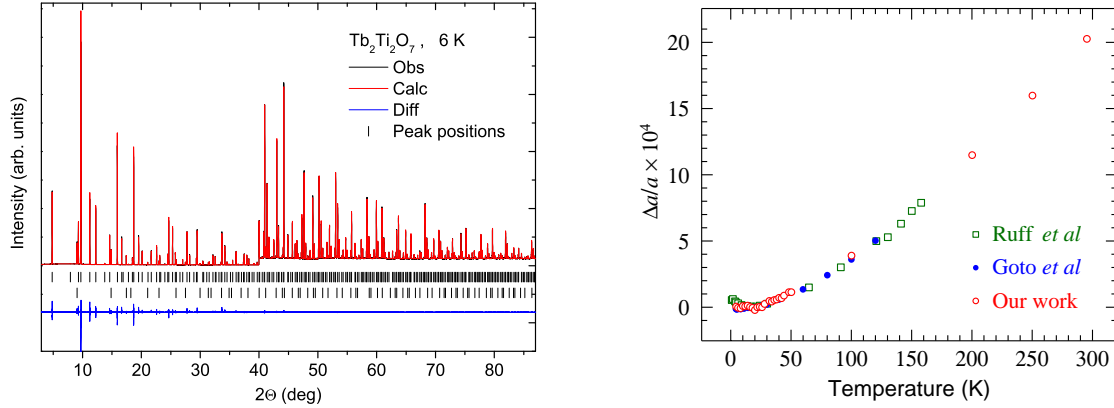 Tb₂Ti₂O₇ , 6 K
Obs
Calc
Diff
Peak positions
Intensity (arb. units)
10 20 30 40 50 60 70 80
2Θ (deg)
20
15
10
5
0
Δa/a × 10⁴
Ruff et al
Goto et al
Our work
0 50 100 150 200 250 300
Temperature (K)